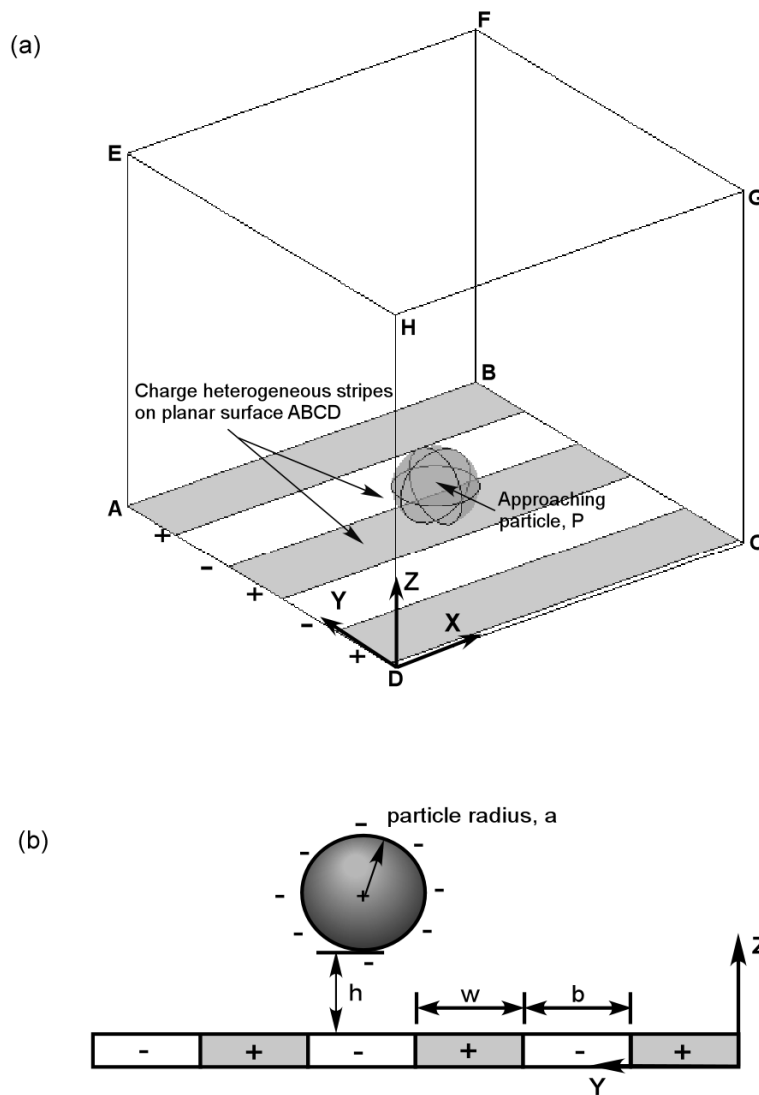 (a)
F
E
G
H
B
Charge heterogeneous stripes
on planar surface ABCD
A
Approaching
particle, P
C
+
-
+
-
+
Y
Z
X
D
(b)
particle radius, a
- - - - - - - - +
h
w
b
Z
- + - + - +
Y